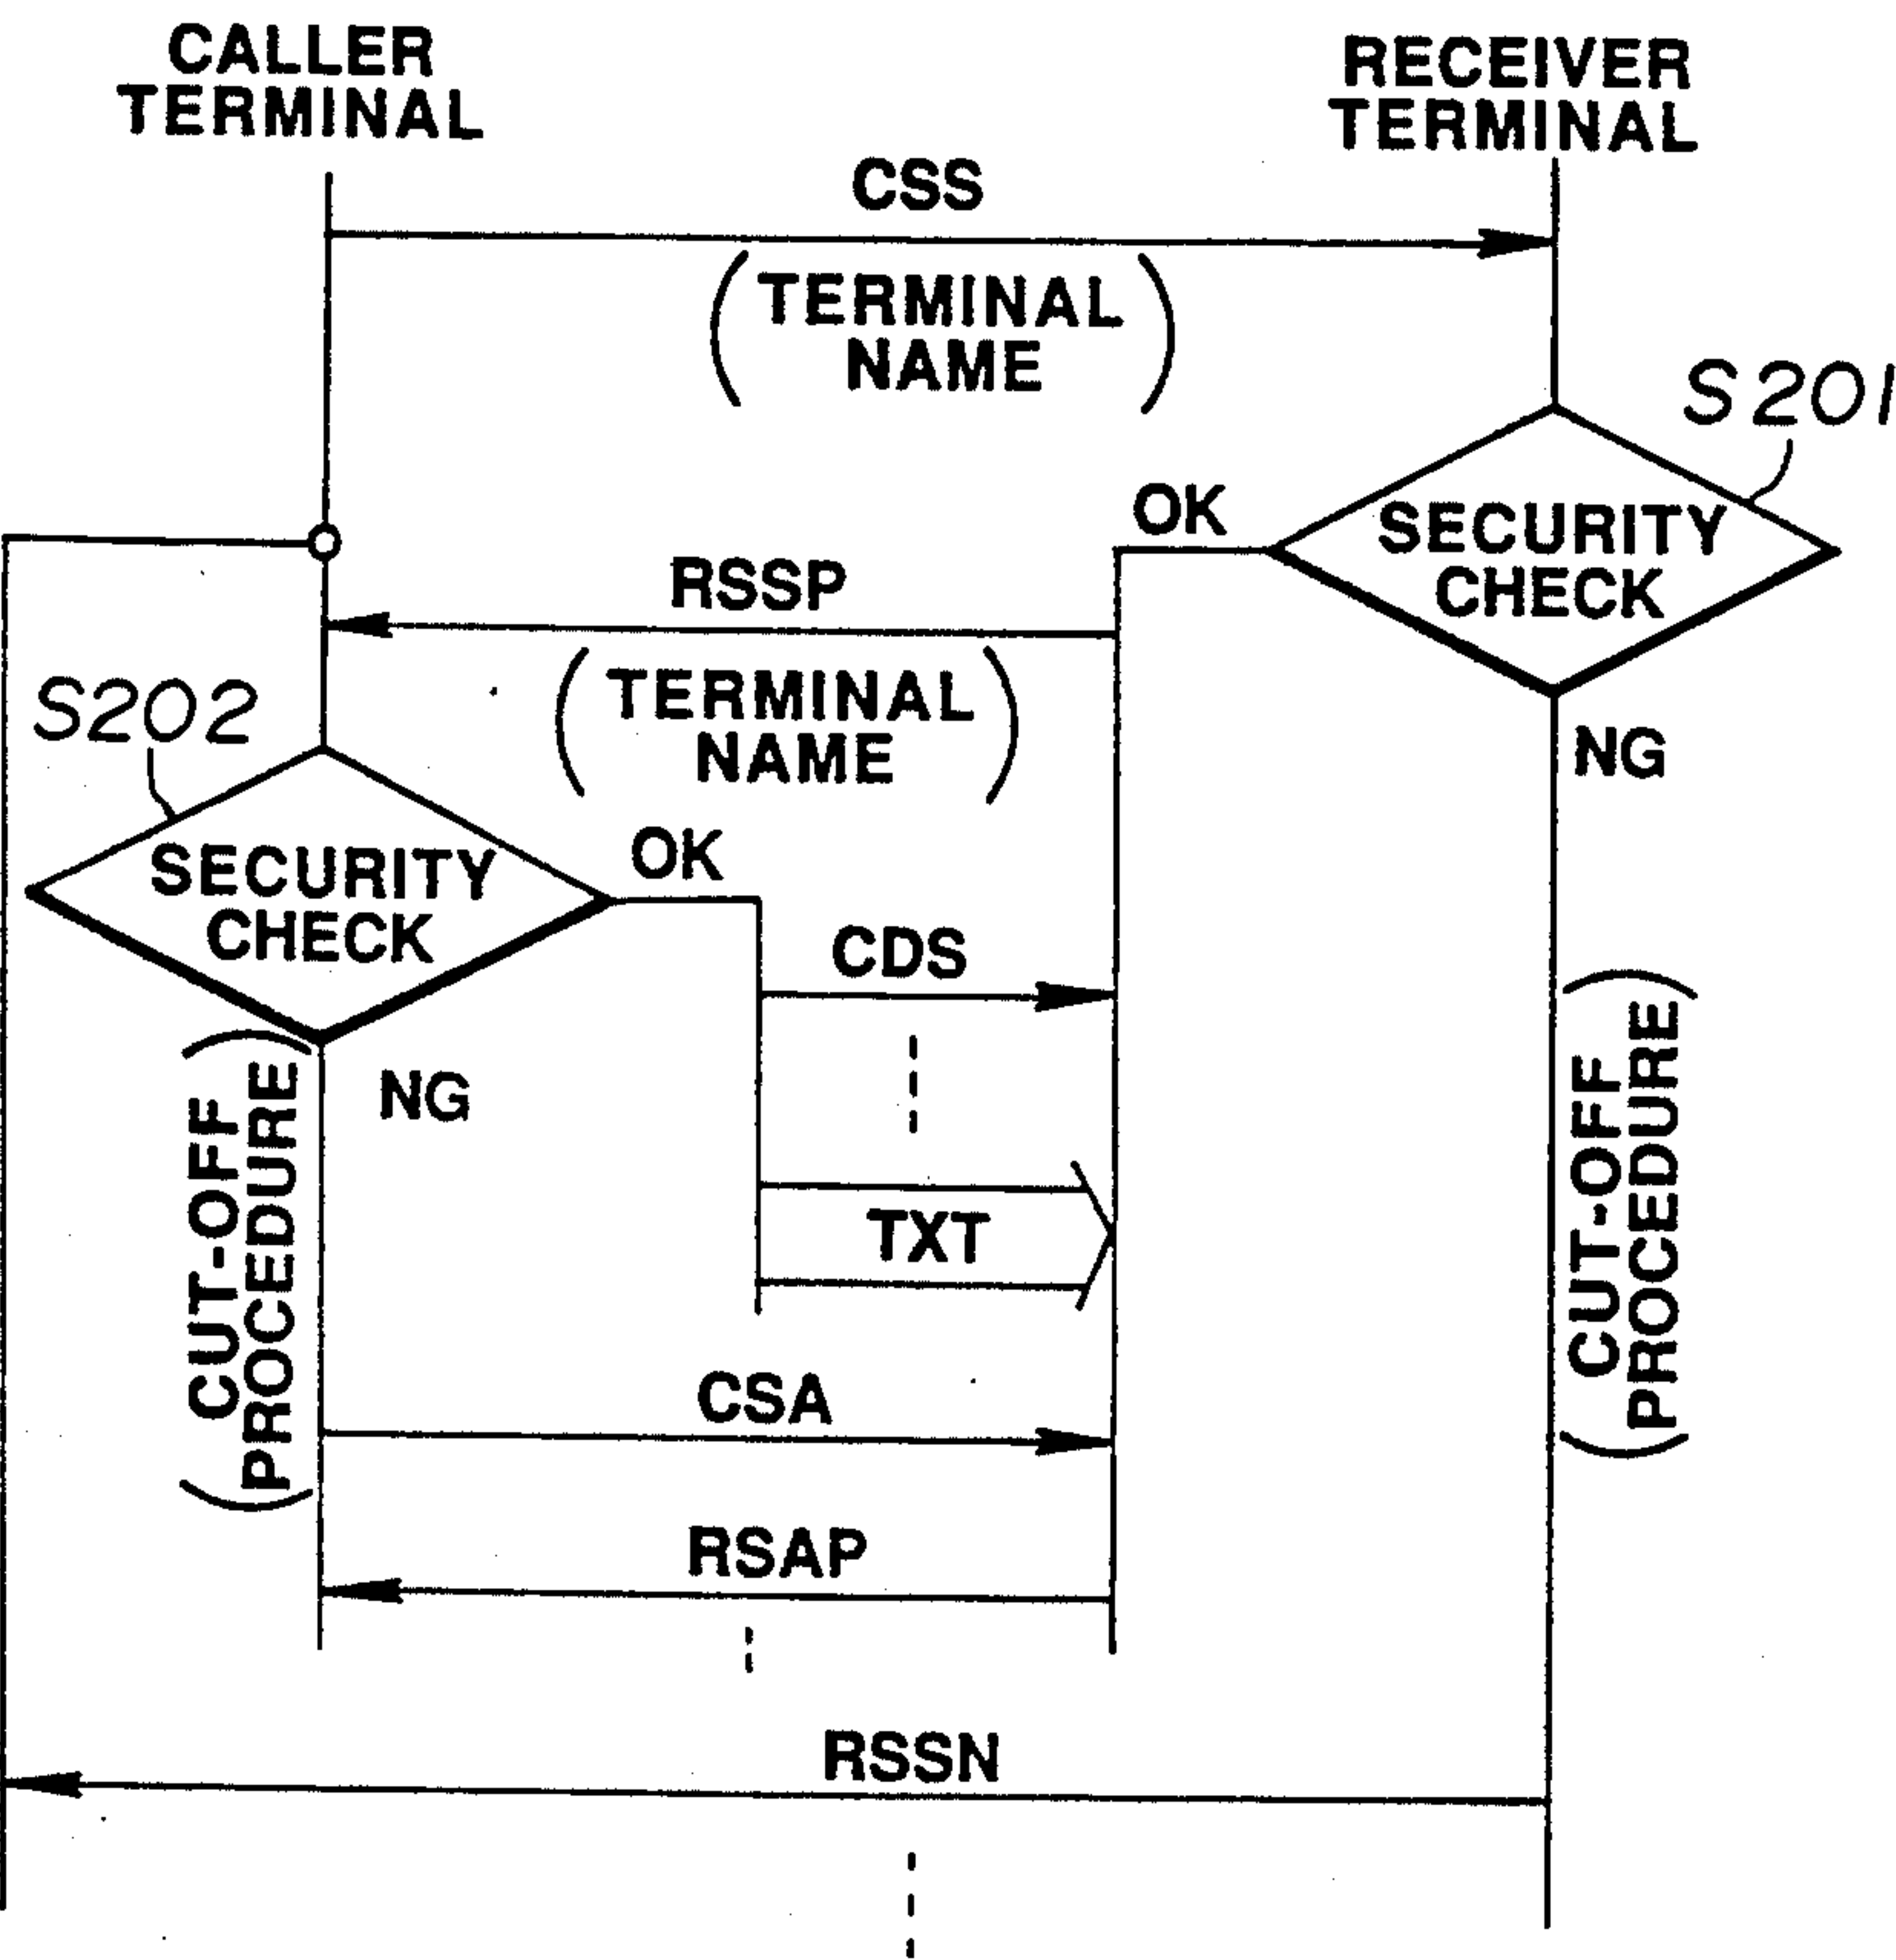 CALLER
TERMINAL
RECEIVER
TERMINAL
CSS
(TERMINAL
NAME)
S201
OK
SECURITY
CHECK
RSSP
(TERMINAL
NAME)
S202
NG
OK
SECURITY
CHECK
CDS
NG
(CUT-OFF
PROCEDURE)
(CUT-OFF
PROCEDURE)
TXT
CSA
RSAP
RSSN